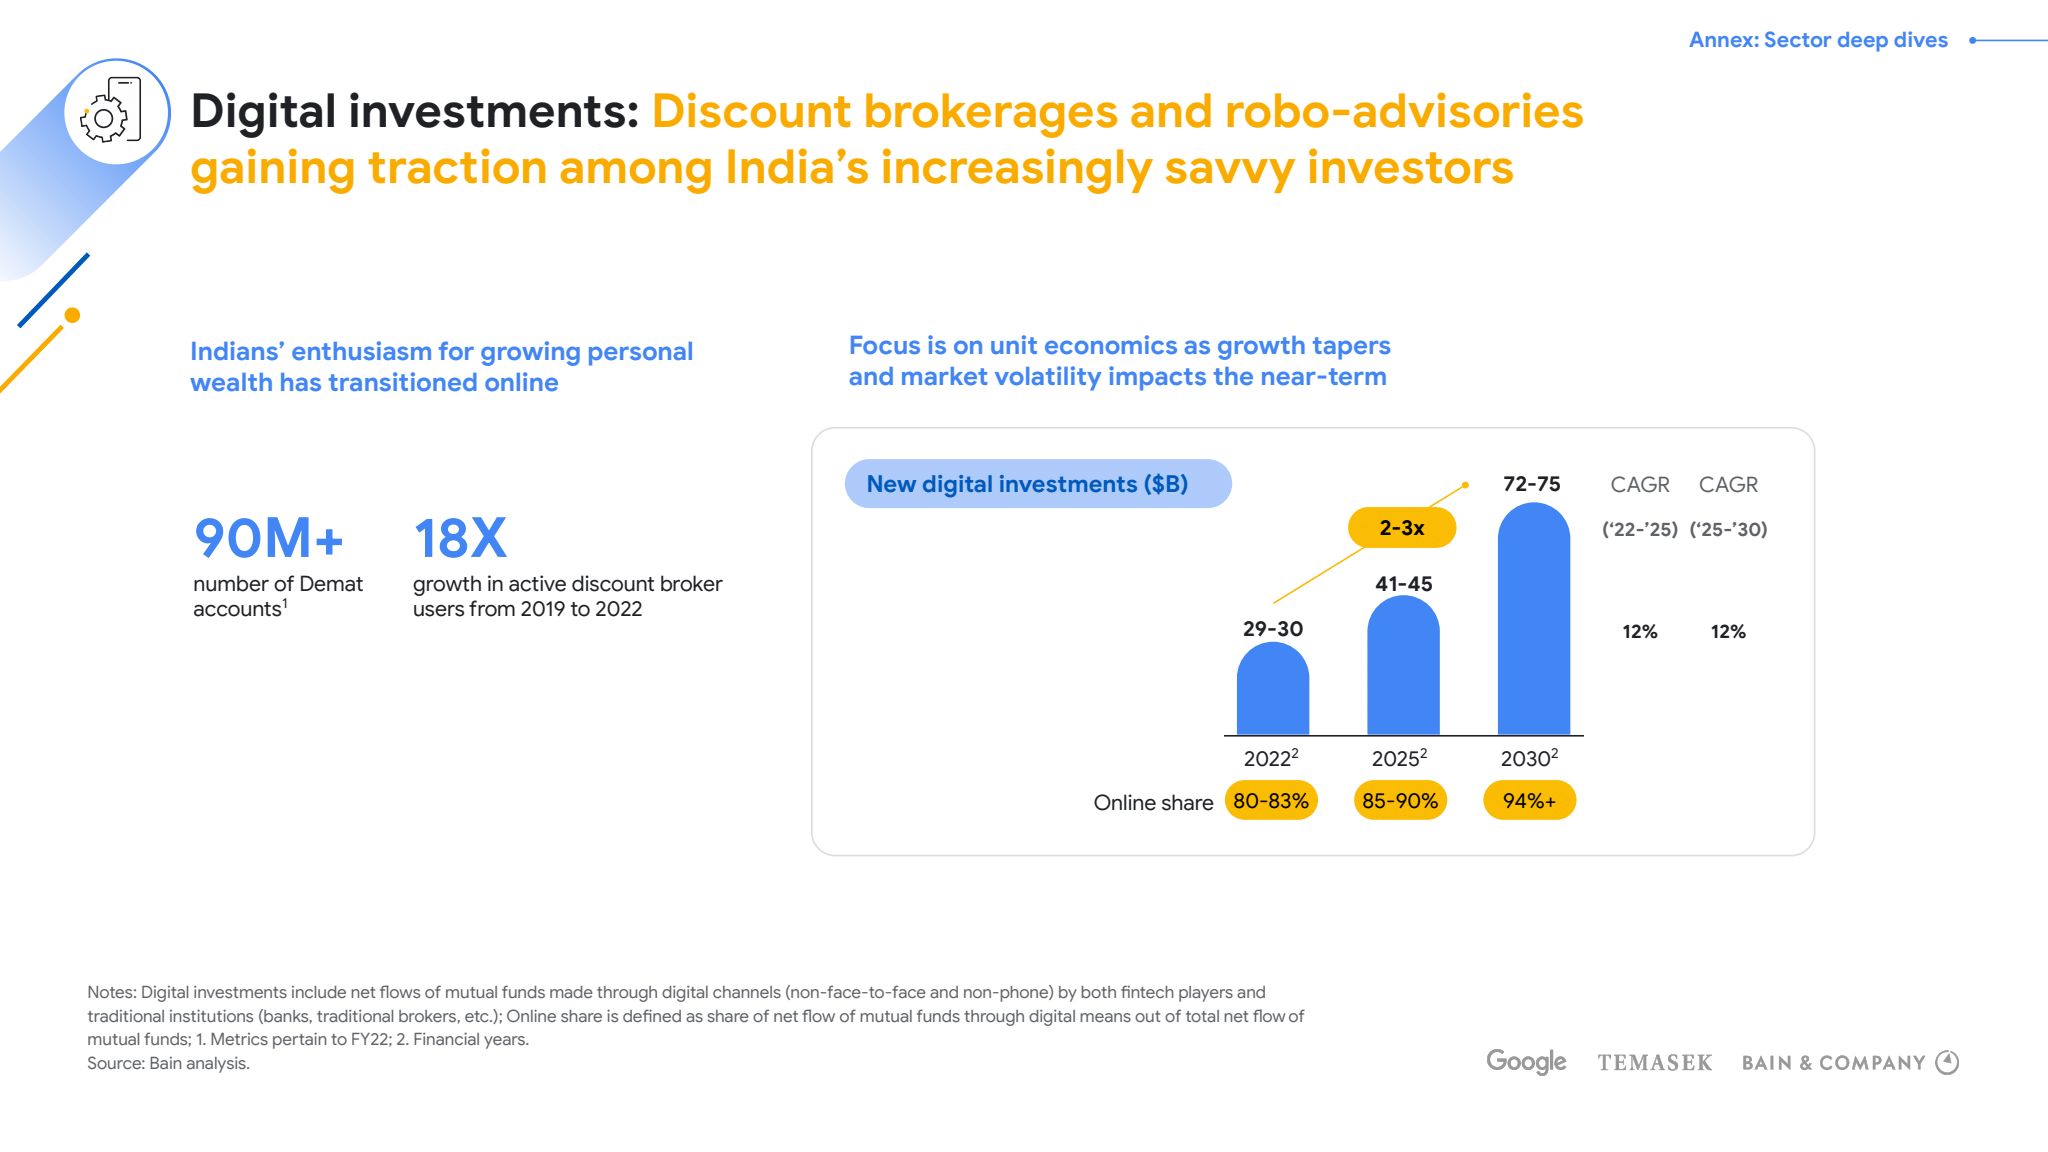 Annex: Sector deep dives
Digital investments: Discount brokerages and robo-advisories
gaining traction among India’s increasingly savvy investors
Indians’ enthusiasm for growing personal
wealth has transitioned online
90M+
number of Demat
accounts¹
18X
growth in active discount broker
users from 2019 to 2022
Focus is on unit economics as growth tapers
and market volatility impacts the near-term
New digital investments ($B)
2-3x
29-30
41-45
72-75
CAGR CAGR
(‘22-’25) (‘25-’30)
12% 12%
2022² 2025² 2030²
Online share 80-83% 85-90% 94%+
Notes: Digital investments include net flows of mutual funds made through digital channels (non-face-to-face and non-phone) by both fintech players and
traditional institutions (banks, traditional brokers, etc.); Online share is defined as share of net flow of mutual funds through digital means out of total net flow of
mutual funds; 1. Metrics pertain to FY22; 2. Financial years.
Source: Bain analysis.
Google TEMASEK BAIN & COMPANY